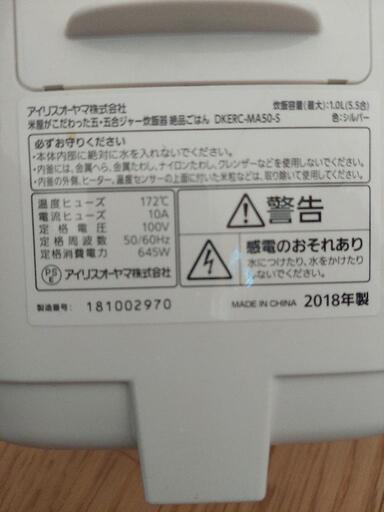 アイリスオーヤマ株式会社 炊飯容量(最大):1.0L(5.5合)
米屋がこだわった五・五合ジャー炊飯器 絶品ごはん DKERC-MA50-S 色:シルバー
必ずお守りください
・本体内部に絶対に水を入れないでください。
・内釜には、金属へら、金属たわし、ナイロンたわし、クレンザーなどを使用しないでください。
・内釜の外側、ヒーター、温度センサーの上面に付いた米粒などは、取り除いて使用してください。
温度ヒューズ 172℃
電流ヒューズ 10A
定格電圧 100V
定格周波数 50/60Hz
定格消費電力 645W
PSE アイリスオーヤマ株式会社
警告
感電のおそれあり
水につけたり、水をかけたり
しないでください。
製造番号: 181002970 MADE IN CHINA 2018年製